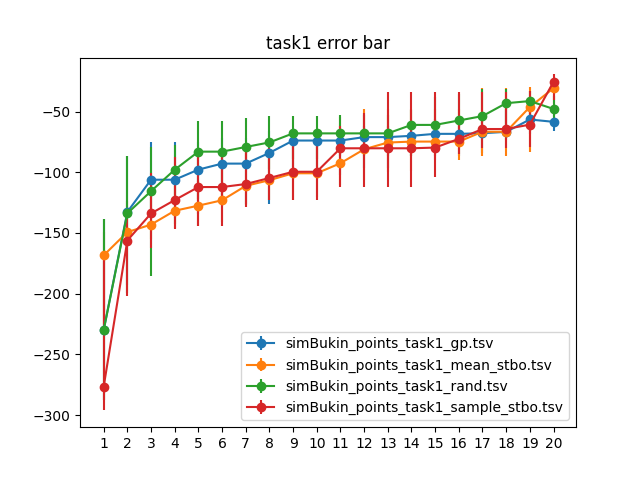 task1 error bar
−50
−100
−150
−200
−250
−300
simBukin_points_task1_gp.tsv
simBukin_points_task1_mean_stbo.tsv
simBukin_points_task1_rand.tsv
simBukin_points_task1_sample_stbo.tsv
1 2 3 4 5 6 7 8 9 10 11 12 13 14 15 16 17 18 19 20